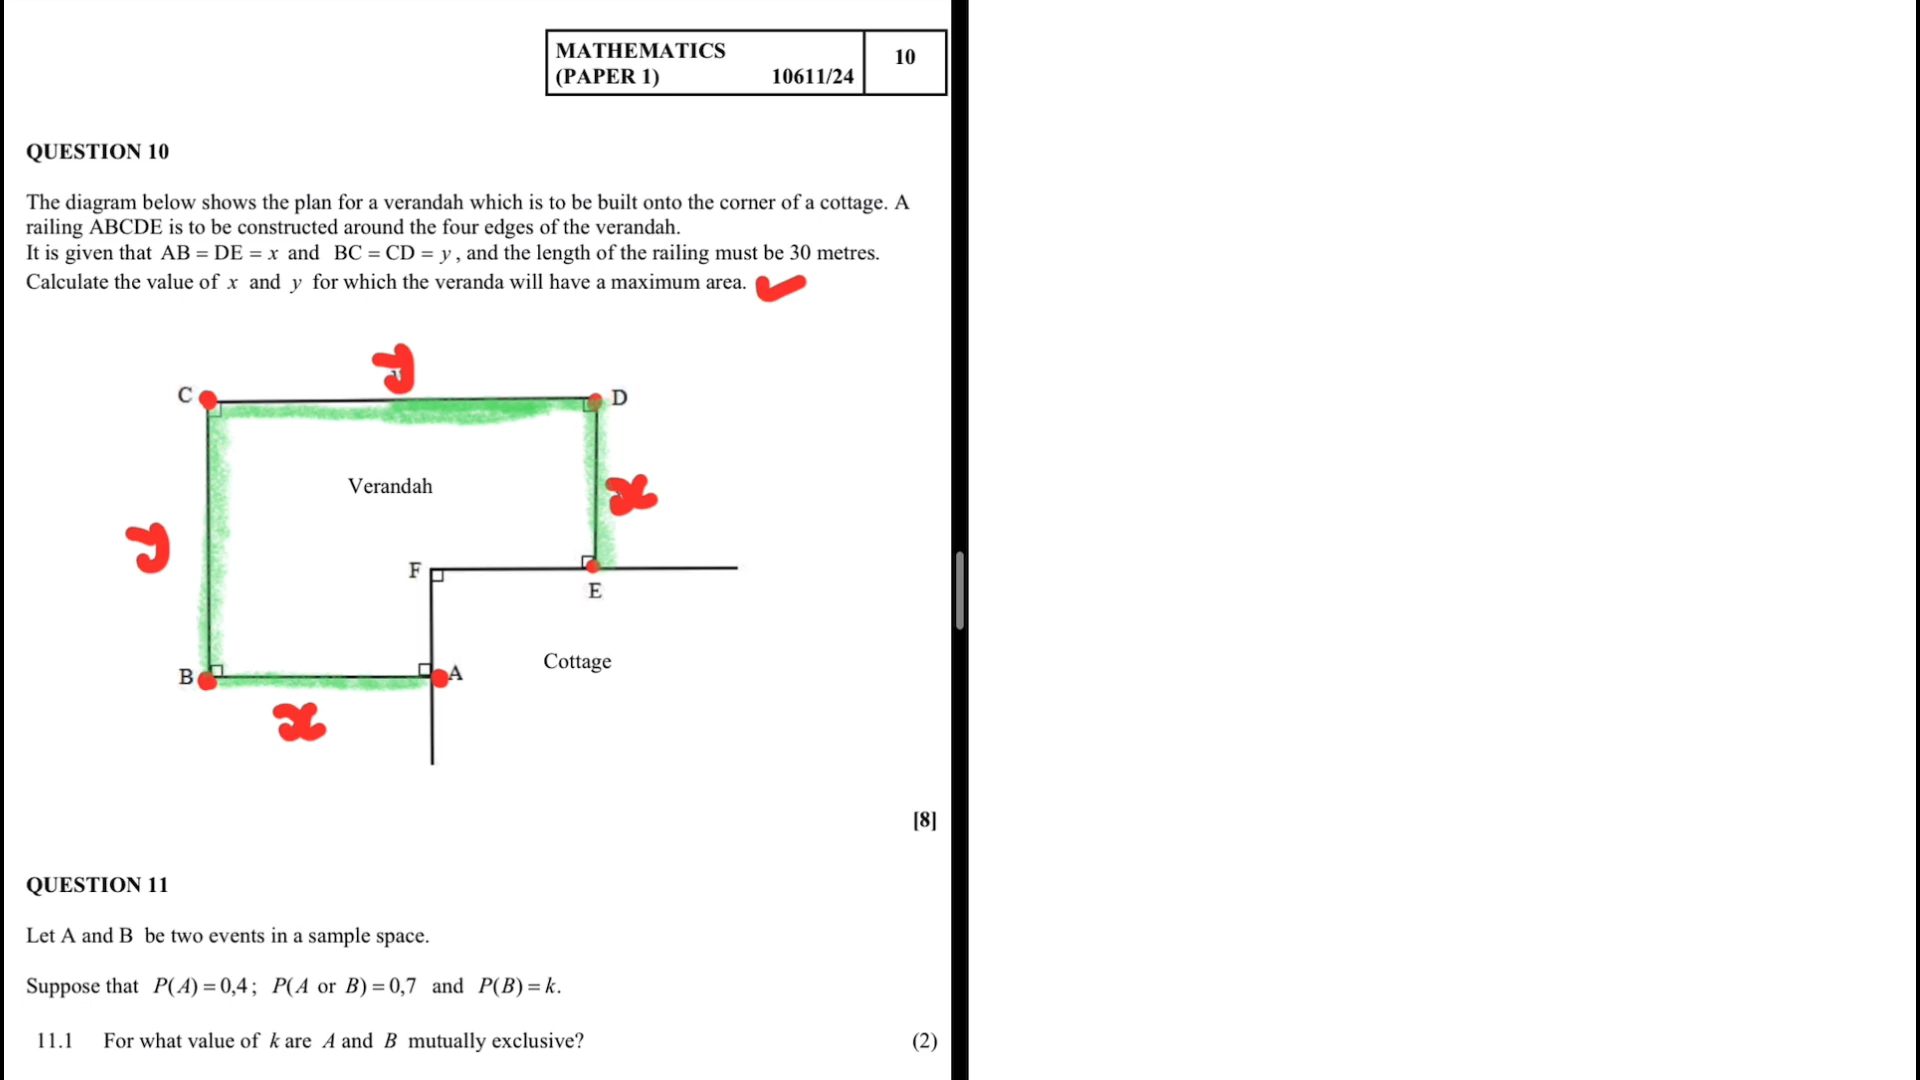 MATHEMATICS
(PAPER 1) 10611/24
10
QUESTION 10
The diagram below shows the plan for a verandah which is to be built onto the corner of a cottage. A
railing ABCDE is to be constructed around the four edges of the verandah.
It is given that AB = DE = x and BC = CD = y, and the length of the railing must be 30 metres.
Calculate the value of x and y for which the veranda will have a maximum area.
y
C
D
Verandah
x
y
F
E
Cottage
B
A
x
[8]
QUESTION 11
Let A and B be two events in a sample space.
Suppose that P(A) = 0,4; P(A or B) = 0,7 and P(B) = k.
11.1 For what value of k are A and B mutually exclusive? (2)